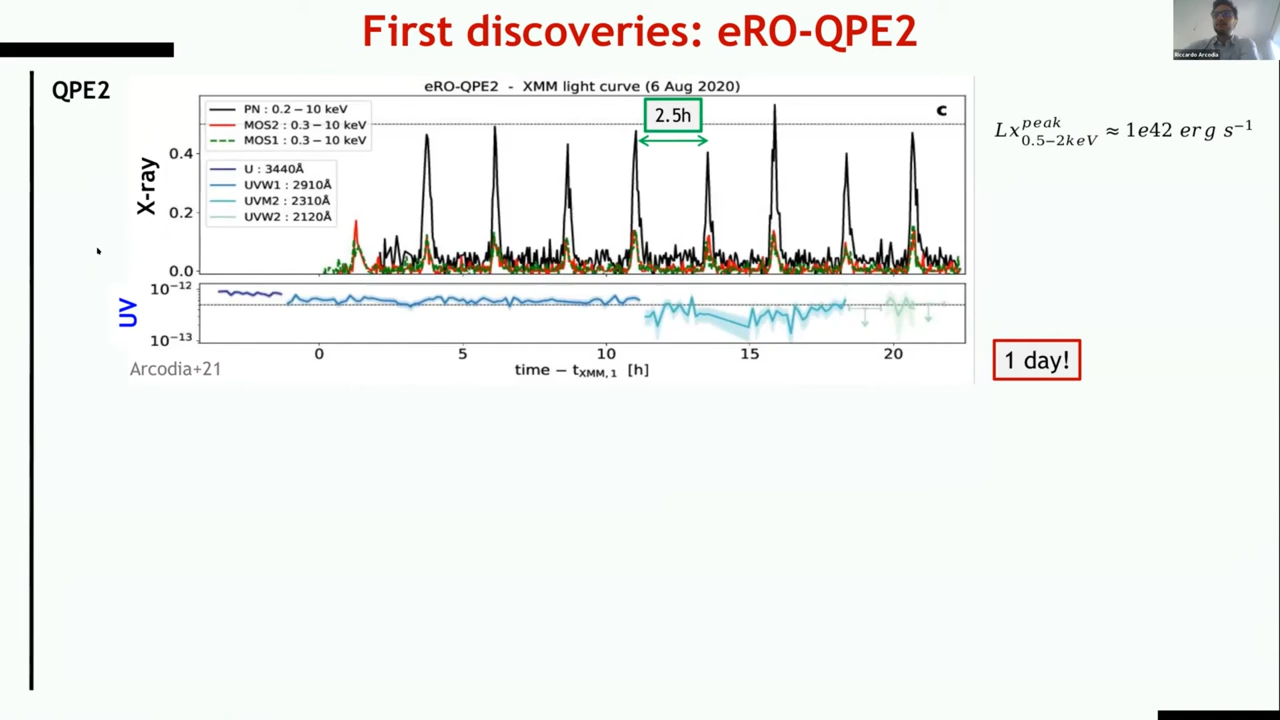 First discoveries: eRO-QPE2
Riccardo Arcodia
QPE2
eRO-QPE2 - XMM light curve (6 Aug 2020)
PN : 0.2 − 10 keV
MOS2 : 0.3 − 10 keV
MOS1 : 0.3 − 10 keV
U : 3440Å
UVW1 : 2910Å
UVM2 : 2310Å
UVW2 : 2120Å
2.5h
c
X-ray
0.4
0.2
0.0
UV
10⁻¹²
10⁻¹³
0 5 10 15 20
time − t_XMM, 1 [h]
Arcodia+21
Lx^peak_0.5−2keV ≈ 1e42 erg s⁻¹
1 day!